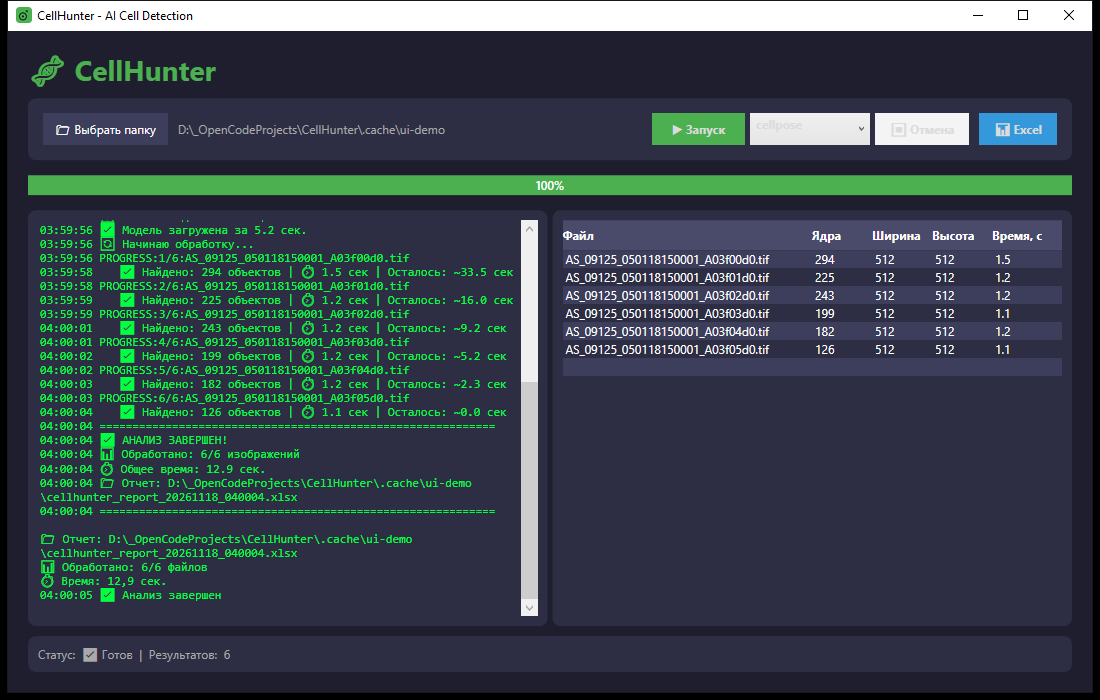 CellHunter - AI Cell Detection
CellHunter
Выбрать папку D:\_OpenCodeProjects\CellHunter\.cache\ui-demo Запуск cellpose Отмена Excel
100%
03:59:56 Модель загружена за 5.2 сек.
03:59:56 Начинаю обработку...
03:59:56 PROGRESS:1/6:AS_09125_050118150001_A03f00d0.tif
03:59:58 Найдено: 294 объектов | 1.5 сек | Осталось: ~33.5 сек
03:59:58 PROGRESS:2/6:AS_09125_050118150001_A03f01d0.tif
03:59:59 Найдено: 225 объектов | 1.2 сек | Осталось: ~16.0 сек
03:59:59 PROGRESS:3/6:AS_09125_050118150001_A03f02d0.tif
04:00:01 Найдено: 243 объектов | 1.2 сек | Осталось: ~9.2 сек
04:00:01 PROGRESS:4/6:AS_09125_050118150001_A03f03d0.tif
04:00:02 Найдено: 199 объектов | 1.2 сек | Осталось: ~5.2 сек
04:00:02 PROGRESS:5/6:AS_09125_050118150001_A03f04d0.tif
04:00:03 Найдено: 182 объектов | 1.2 сек | Осталось: ~2.3 сек
04:00:03 PROGRESS:6/6:AS_09125_050118150001_A03f05d0.tif
04:00:04 Найдено: 126 объектов | 1.1 сек | Осталось: ~0.0 сек
04:00:04 ============================================================
04:00:04 АНАЛИЗ ЗАВЕРШЕН!
04:00:04 Обработано: 6/6 изображений
04:00:04 Общее время: 12.9 сек.
04:00:04 Отчет: D:\_OpenCodeProjects\CellHunter\.cache\ui-demo
\cellhunter_report_20261118_040004.xlsx
04:00:04 ============================================================
Отчет: D:\_OpenCodeProjects\CellHunter\.cache\ui-demo
\cellhunter_report_20261118_040004.xlsx
Обработано: 6/6 файлов
Время: 12,9 сек.
04:00:05 Анализ завершен
Файл Ядра Ширина Высота Время, с
AS_09125_050118150001_A03f00d0.tif 294 512 512 1.5
AS_09125_050118150001_A03f01d0.tif 225 512 512 1.2
AS_09125_050118150001_A03f02d0.tif 243 512 512 1.2
AS_09125_050118150001_A03f03d0.tif 199 512 512 1.1
AS_09125_050118150001_A03f04d0.tif 182 512 512 1.2
AS_09125_050118150001_A03f05d0.tif 126 512 512 1.1
Статус: Готов | Результатов: 6